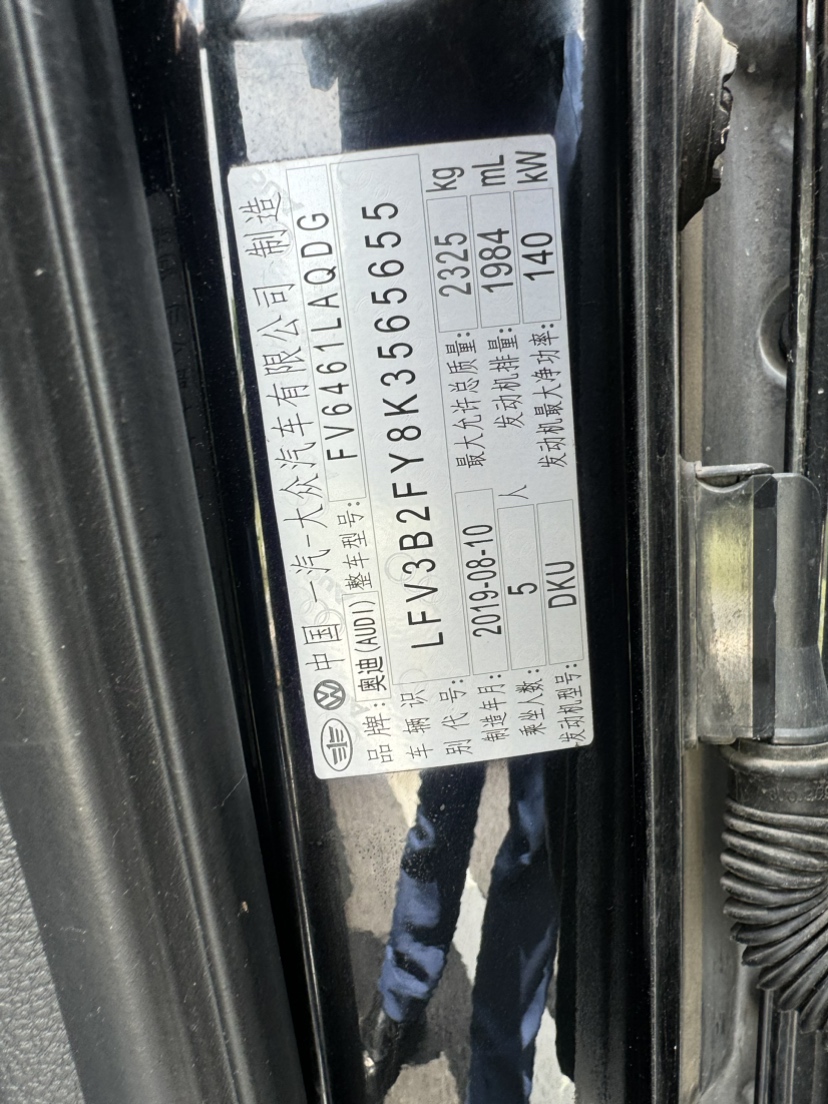 中国一汽-大众汽车有限公司 制造
品牌: 奥迪(AUDI) 整车型号: FV6461LAQDG
车辆识别代号: LFV3B2FY8K3565655
制造年月: 2019-08-10 最大允许总质量: 2325 kg
乘坐人数: 5 人 发动机排量: 1984 mL
发动机型号: DKU 发动机最大净功率: 140 kW